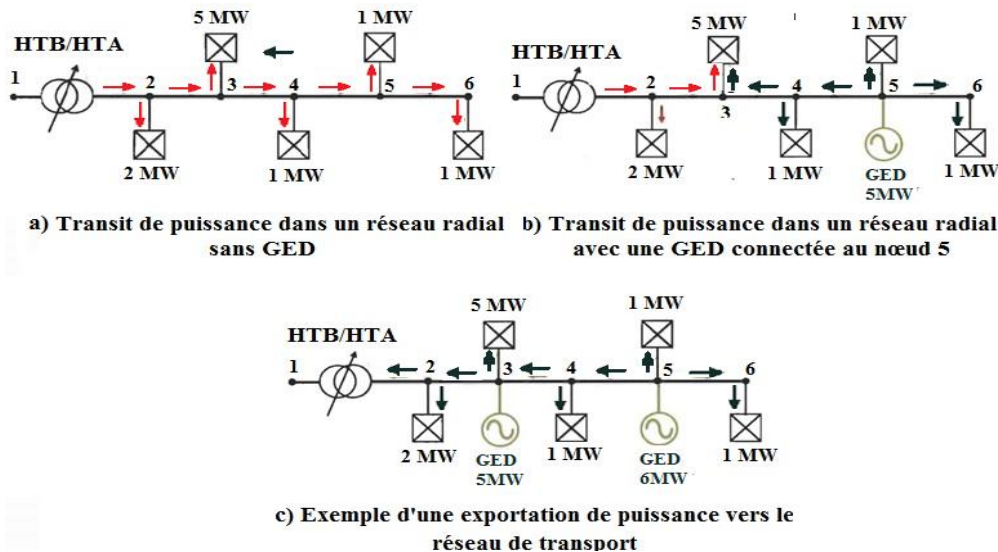 5 MW
1 MW
HTB/HTA
1
2
3
4
5
6
2 MW
1 MW
1 MW
a) Transit de puissance dans un réseau radial
sans GED
5 MW
1 MW
HTB/HTA
1
2
3
4
5
6
2 MW
1 MW
GED
5MW
1 MW
b) Transit de puissance dans un réseau radial
avec une GED connectée au nœud 5
5 MW
1 MW
HTB/HTA
1
2
3
4
5
6
2 MW
GED
5MW
1 MW
GED
6MW
1 MW
c) Exemple d'une exportation de puissance vers le
réseau de transport